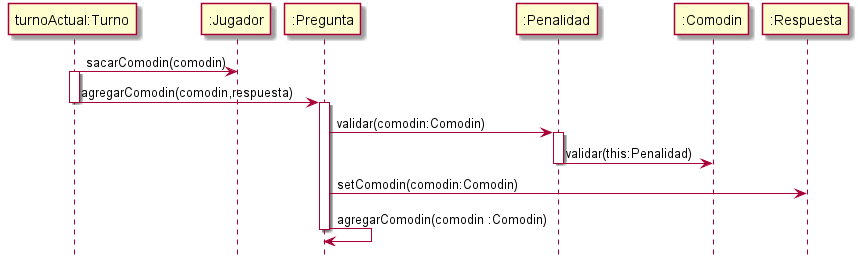 turnoActual:Turno
:Jugador
:Pregunta
:Penalidad
:Comodin
:Respuesta
sacarComodin(comodin)
agregarComodin(comodin,respuesta)
validar(comodin:Comodin)
validar(this:Penalidad)
setComodin(comodin:Comodin)
agregarComodin(comodin :Comodin)